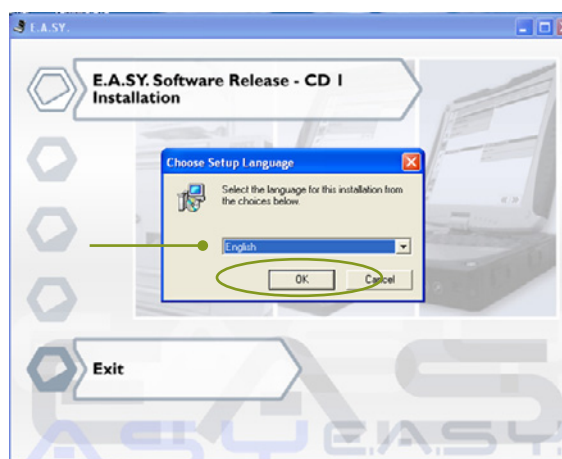 E.A.SY.
E.A.SY. Software Release - CD 1
Installation
Choose Setup Language
Select the language for this installation from
the choices below.
English
OK
Cancel
Exit
E.A.S.Y.